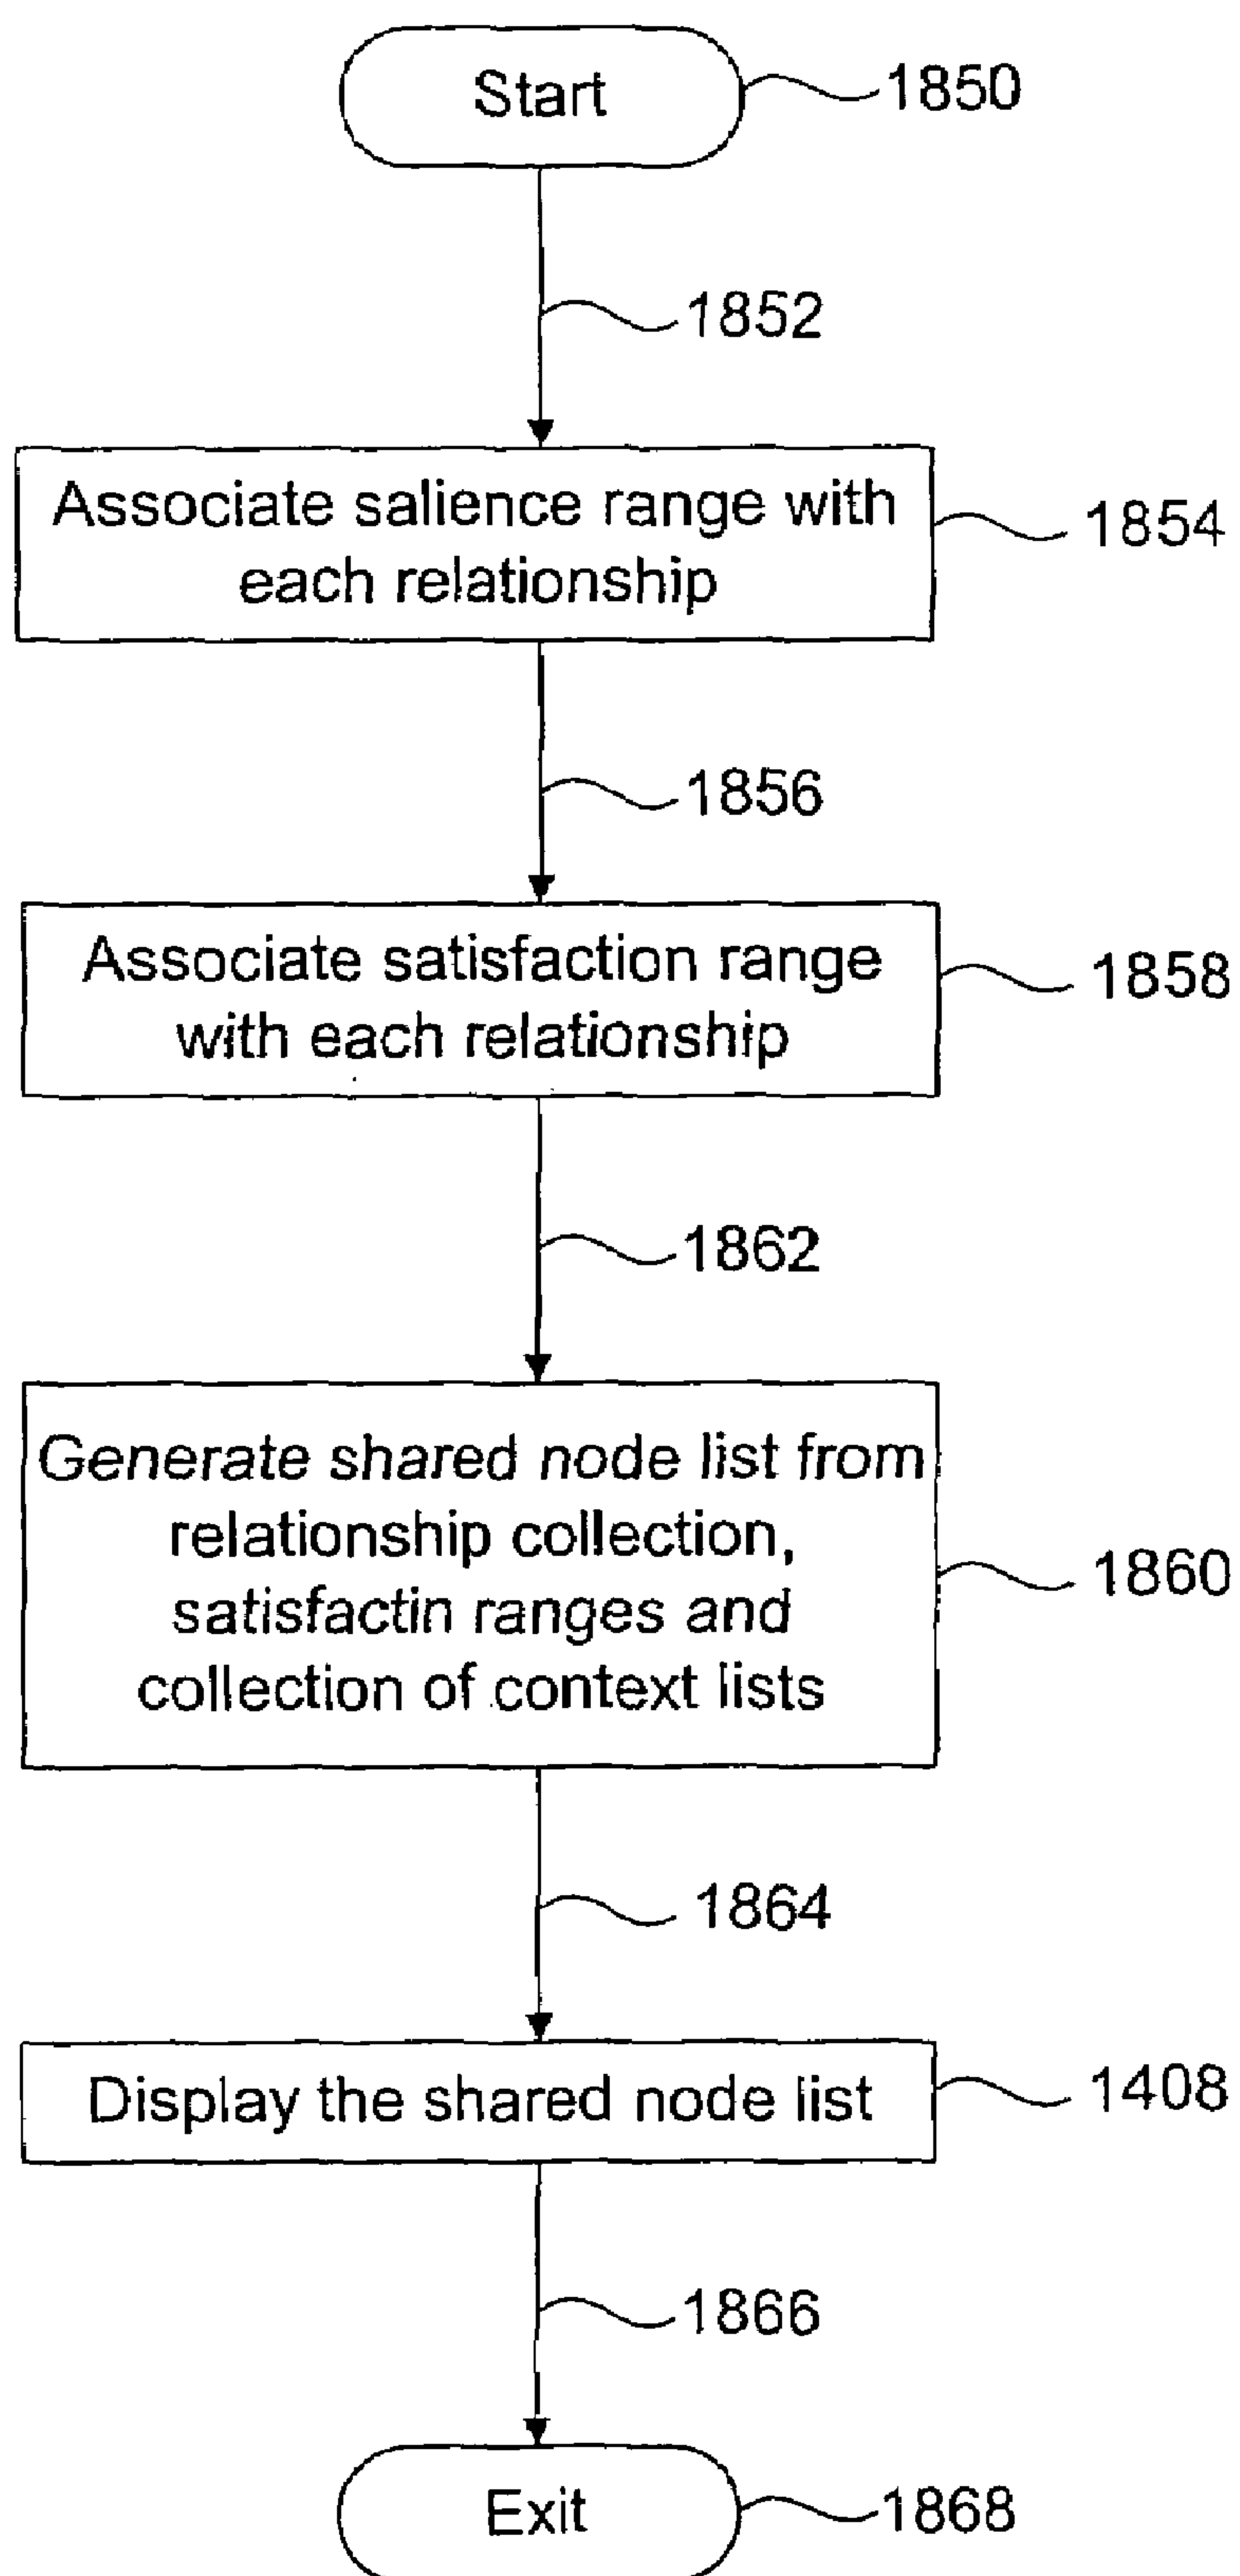 Start
1850
1852
Associate salience range with
each relationship
1854
1856
Associate satisfaction range
with each relationship
1858
1862
Generate shared node list from
relationship collection,
satisfactin ranges and
collection of context lists
1860
1864
Display the shared node list
1408
1866
Exit
1868